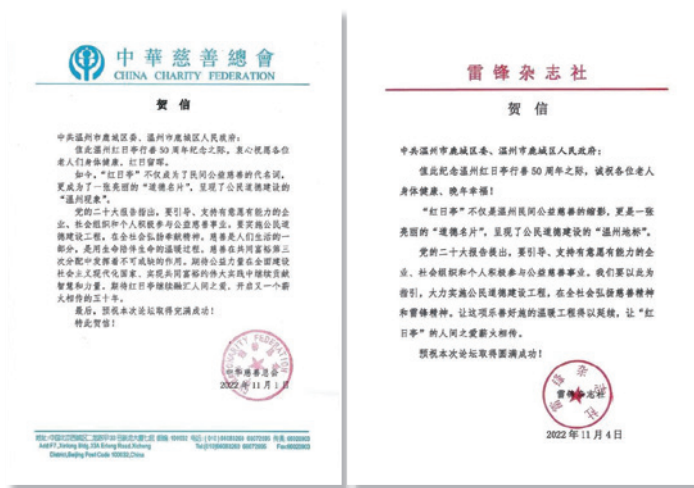 中華慈善總會
CHINA CHARITY FEDERATION
贺 信
中共温州市鹿城区委、温州市鹿城区人民政府：
值此温州红日亭行善 50 周年纪念之际，衷心祝愿各位
老人们身体健康，红日留晖。
如今，“红日亭”不仅成为了民间公益慈善的代名词，
更成为了一张亮丽的“道德名片”，呈现了公民道德建设的
“温州现象”。
党的二十大报告指出，要引导、支持有意愿有能力的企
业、社会组织和个人积极参与公益慈善事业。要实施公民道
德建设工程，在全社会弘扬奉献精神。慈善是人们生活的一
部分，是用生命陪伴生命的温暖过程，慈善在共同富裕第三
次分配中发挥着不可或缺的作用。期待公益力量在全面建设
社会主义现代化国家、实现共同富裕的伟大实践中继续贡献
智慧和力量，期待红日亭继续融汇人间之爱，开启又一个薪
火相传的五十年。
最后，预祝本次论坛取得完满成功！
特此贺信！
中华慈善总会
2022 年 11 月 1 日
雷锋杂志社
贺 信
中共温州市鹿城区委、温州市鹿城区人民政府：
值此纪念温州红日亭行善 50 周年之际，诚祝各位老人
身体健康、晚年幸福！
“红日亭”不仅是温州民间公益慈善的缩影，更是一张
亮丽的“道德名片”，呈现了公民道德建设的“温州地标”。
党的二十大报告提出，要引导、支持有意愿有能力的企
业、社会组织和个人积极参与公益慈善事业。我们要以此为
指引，大力实施公民道德建设工程，在全社会弘扬慈善精神
和雷锋精神。让这项乐善好施的温暖工程得以延续，让“红
日亭”的人间之爱薪火相传。
预祝本次论坛取得圆满成功！
雷锋杂志社
2022 年 11 月 4 日